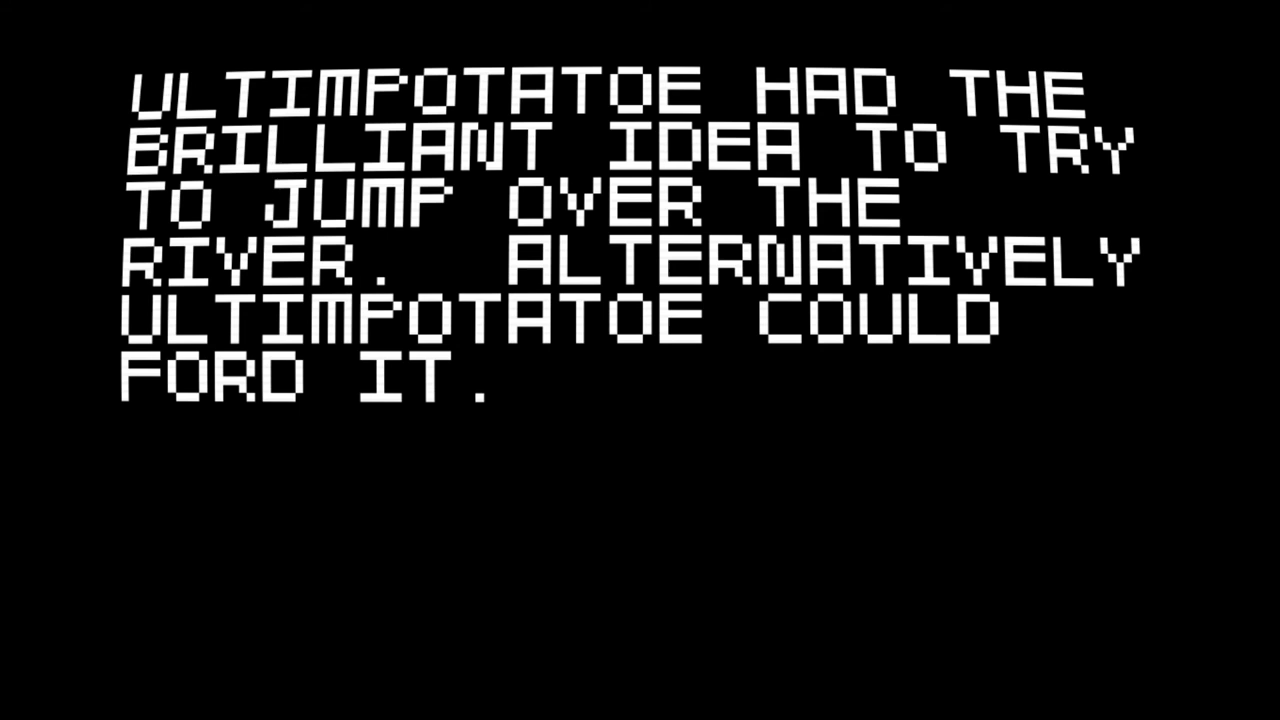 ULTIMPOTATOE HAD THE
BRILLIANT IDEA TO TRY
TO JUMP OVER THE
RIVER.  ALTERNATIVELY
ULTIMPOTATOE COULD
FORD IT.